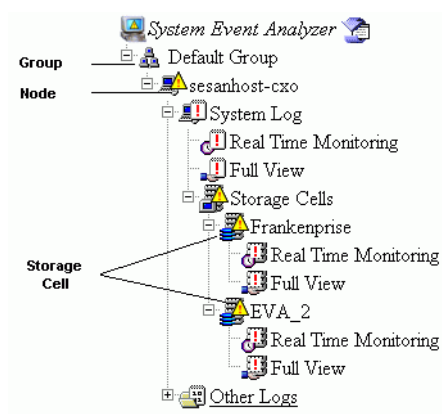 System Event Analyzer
Group
Default Group
Node
sesanhost-cxo
System Log
Real Time Monitoring
Full View
Storage Cells
Frankenprise
Real Time Monitoring
Storage
Cell
Full View
EVA_2
Real Time Monitoring
Full View
Other Logs